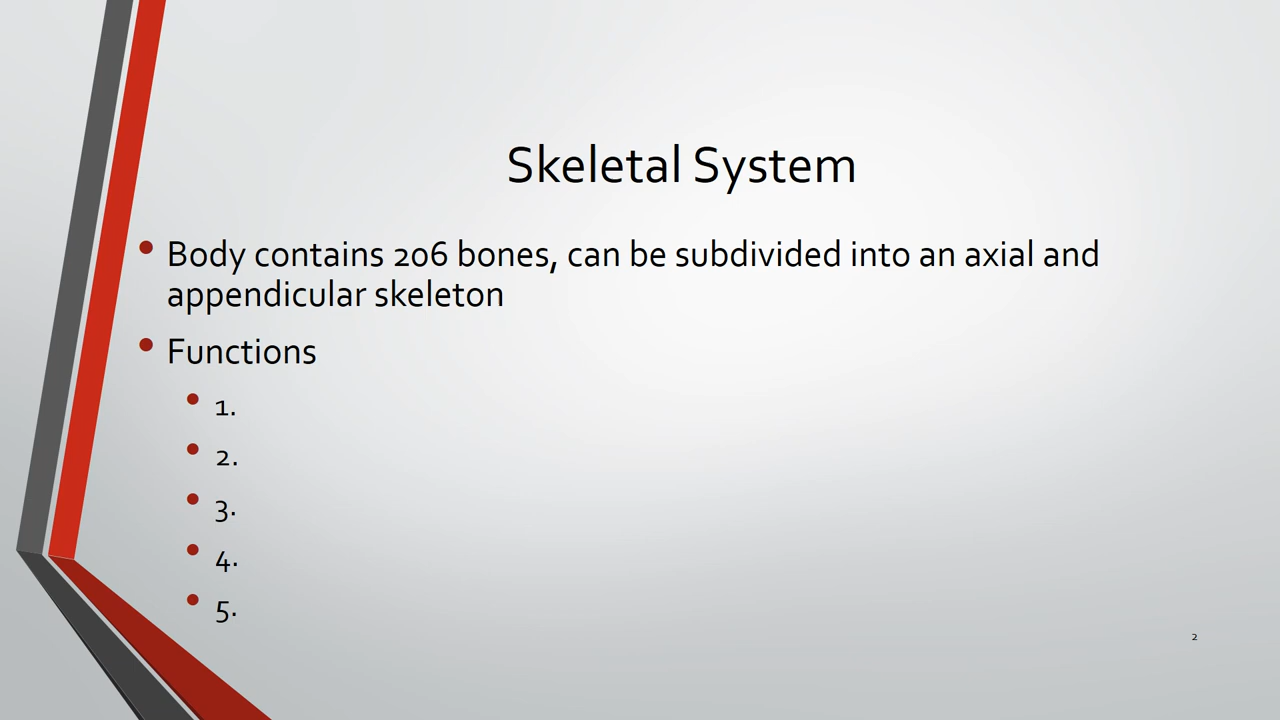 Skeletal System
• Body contains 206 bones, can be subdivided into an axial and
appendicular skeleton
• Functions
• 1.
• 2.
• 3.
• 4.
• 5.
2